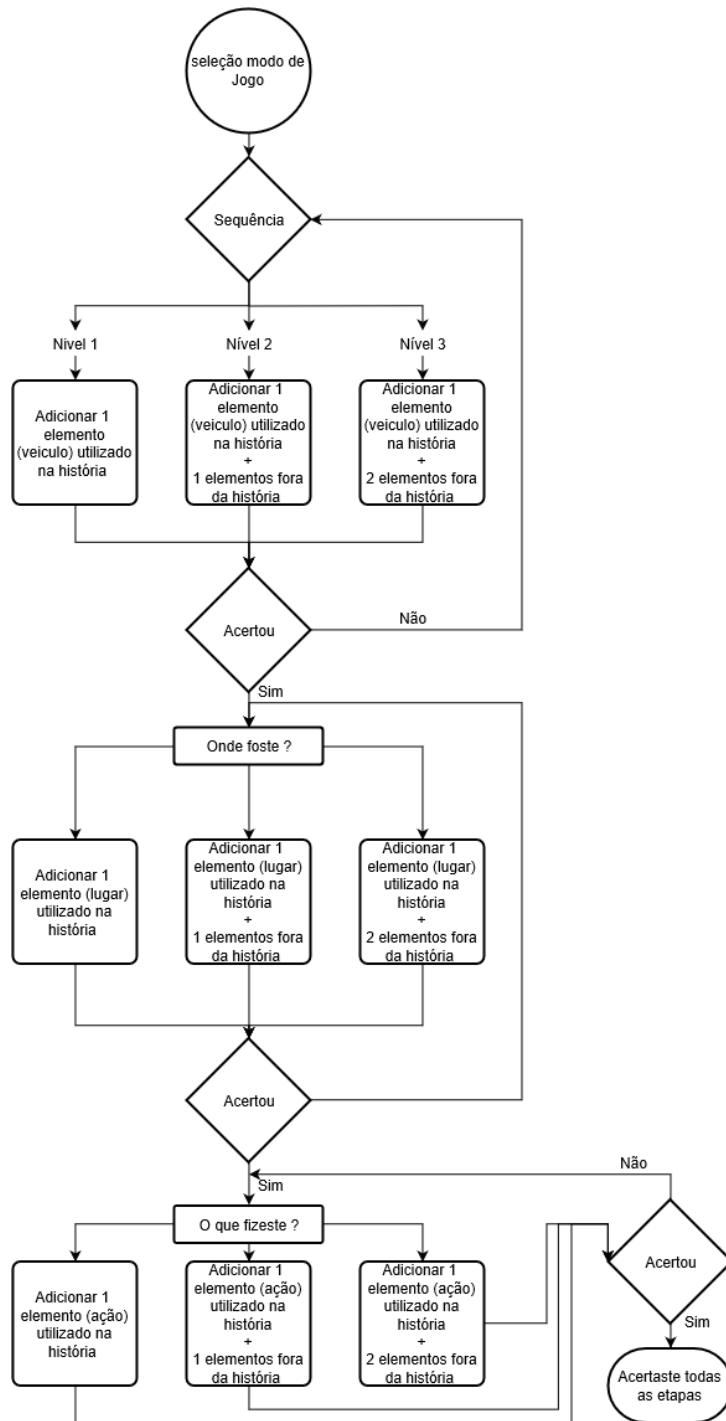 seleção modo de
Jogo
Sequência
Nivel 1
Nível 2
Nível 3
Adicionar 1
elemento
(veiculo) utilizado
na história
Adicionar 1
elemento
(veiculo) utilizado
na história
+
1 elementos fora
da história
Adicionar 1
elemento
(veiculo) utilizado
na história
+
2 elementos fora
da história
Acertou
Não
Sim
Onde foste ?
Adicionar 1
elemento (lugar)
utilizado na
história
Adicionar 1
elemento (lugar)
utilizado na
história
+
1 elementos fora
da história
Adicionar 1
elemento (lugar)
utilizado na
história
+
2 elementos fora
da história
Acertou
Não
Sim
O que fizeste ?
Adicionar 1
elemento (ação)
utilizado na
história
Adicionar 1
elemento (ação)
utilizado na
história
+
1 elementos fora
da história
Adicionar 1
elemento (ação)
utilizado na
história
+
2 elementos fora
da história
Acertou
Sim
Acertaste todas
as etapas